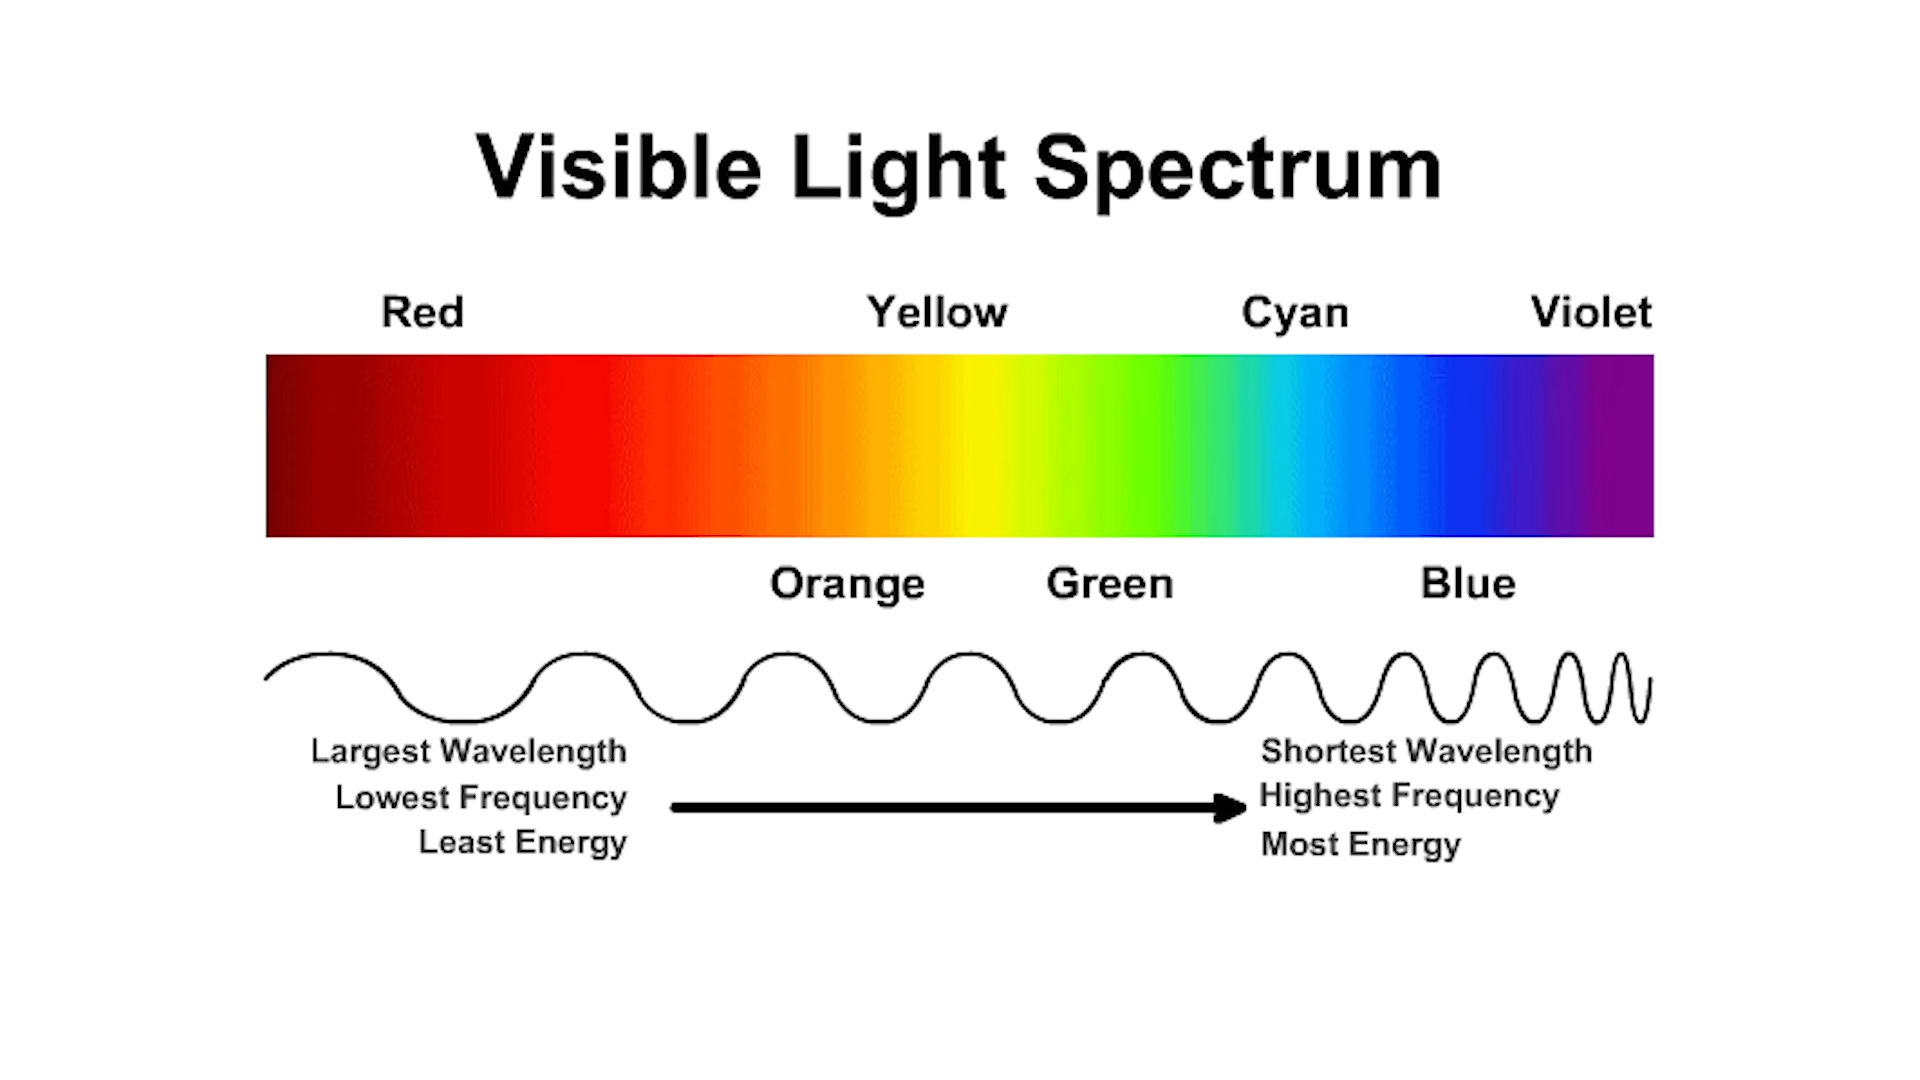 Visible Light Spectrum
Red Yellow Cyan Violet
Orange Green Blue
Largest Wavelength
Lowest Frequency
Least Energy
Shortest Wavelength
Highest Frequency
Most Energy